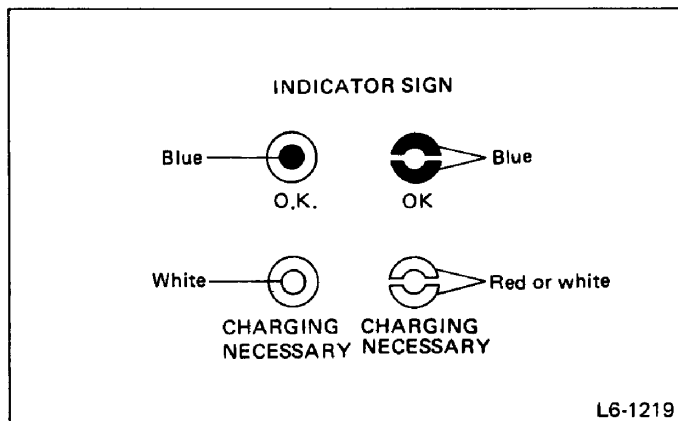 INDICATOR SIGN
Blue
Blue
O.K.
OK
White
Red or white
CHARGING NECESSARY
CHARGING NECESSARY
L6-1219